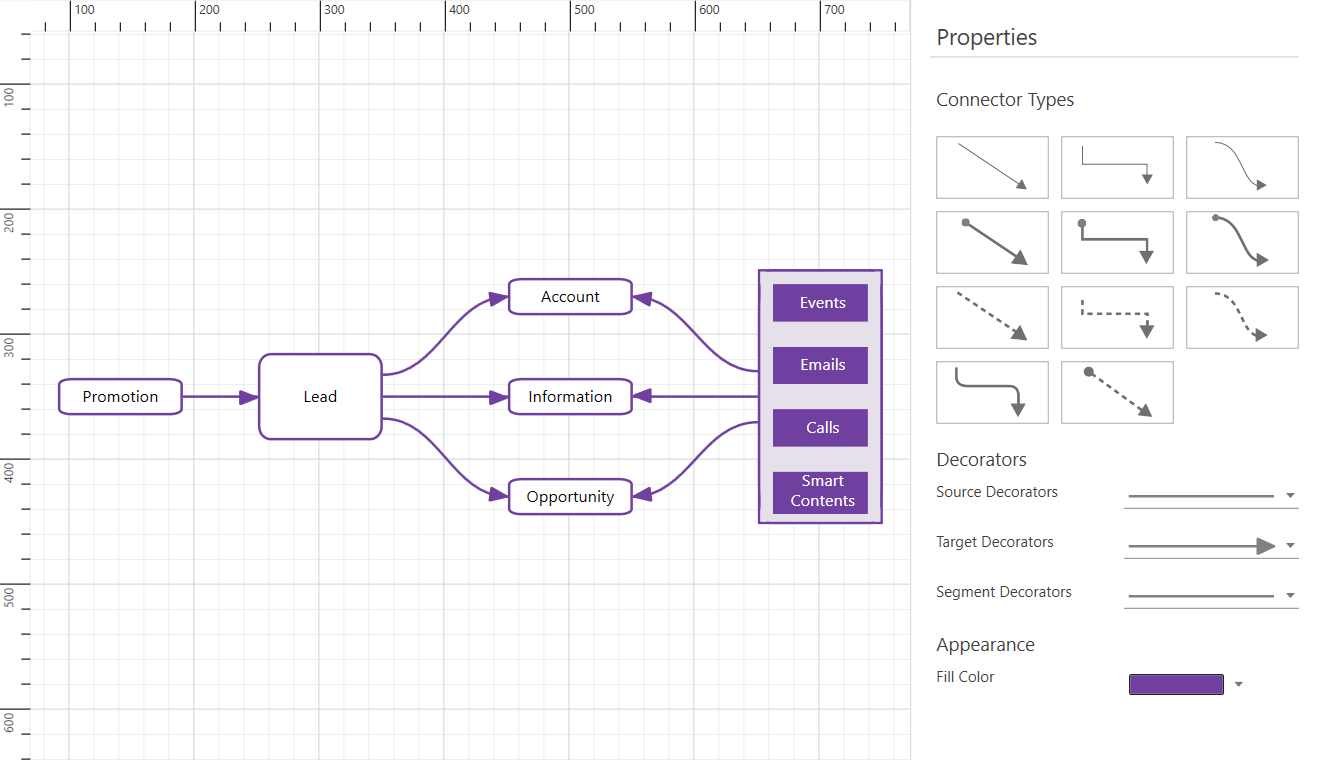 100 200 300 400 500 600 700
100
200
300
400
500
600
Promotion
Lead
Account
Information
Opportunity
Events
Emails
Calls
Smart
Contents
Properties
Connector Types
Decorators
Source Decorators
Target Decorators
Segment Decorators
Appearance
Fill Color